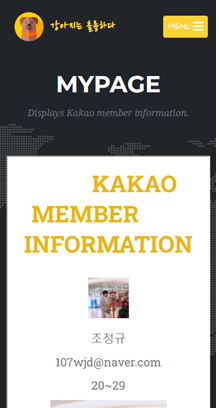 강아지는 훌륭하다
MENU
MYPAGE
Displays Kakao member information.
KAKAO
MEMBER
INFORMATION
조정규
107wjd@naver.com
20~29